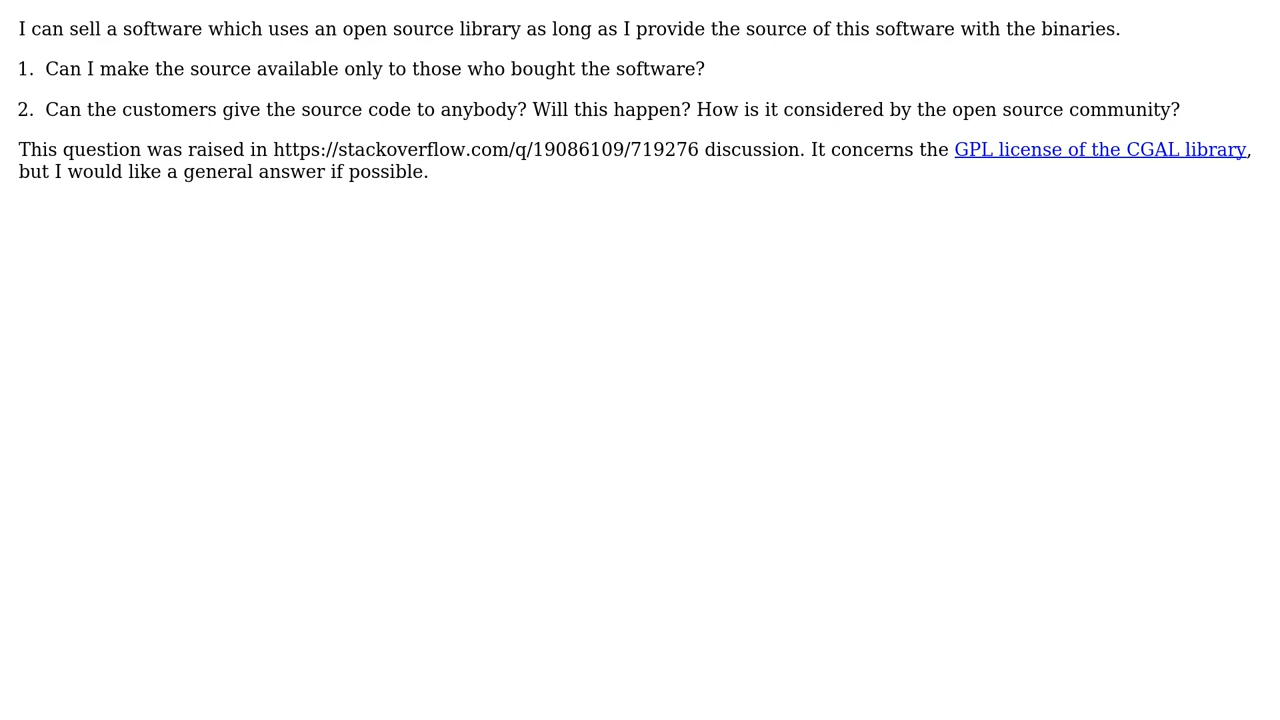 I can sell a software which uses an open source library as long as I provide the source of this software with the binaries.
1. Can I make the source available only to those who bought the software?
2. Can the customers give the source code to anybody? Will this happen? How is it considered by the open source community?
This question was raised in https://stackoverflow.com/q/19086109/719276 discussion. It concerns the GPL license of the CGAL library,
but I would like a general answer if possible.